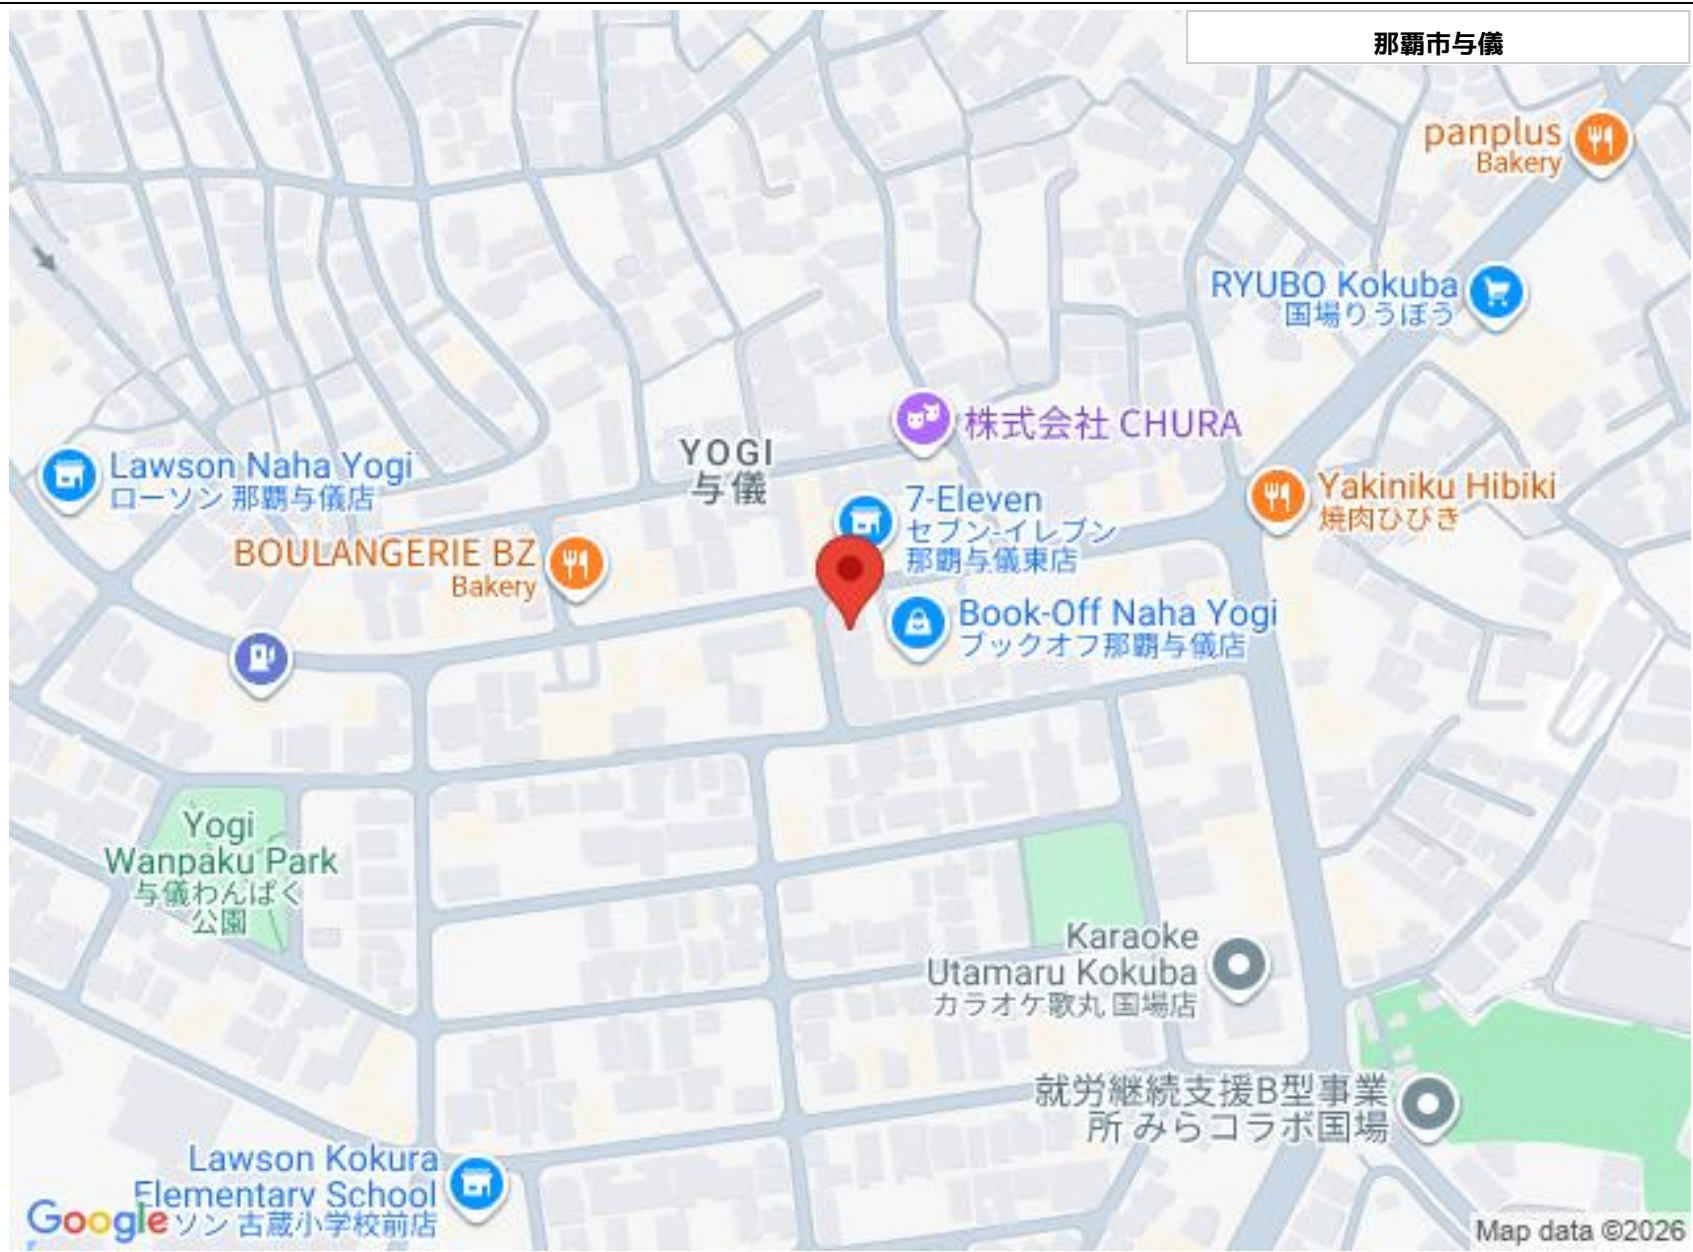 那覇市与儀
panplus
Bakery
RYUBO Kokuba
国場りうぼう
株式会社 CHURA
YOGI
与儀
Lawson Naha Yogi
ローソン 那覇与儀店
7-Eleven
セブン-イレブン
那覇与儀東店
Yakiniku Hibiki
焼肉ひびき
BOULANGERIE BZ
Bakery
Book-Off Naha Yogi
ブックオフ那覇与儀店
Yogi
Wanpaku Park
与儀わんぱく
公園
Karaoke
Utamaru Kokuba
カラオケ歌丸 国場店
就労継続支援B型事業
所 みらコラボ国場
Lawson Kokura
Elementary School
ソン 古蔵小学校前店
Google
Map data ©2026